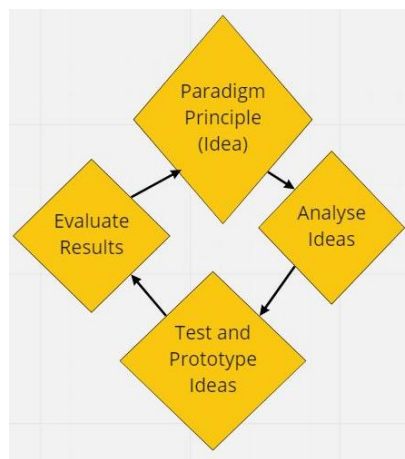 Paradigm
Principle
(Idea)
Analyse
Ideas
Test and
Prototype
Ideas
Evaluate
Results